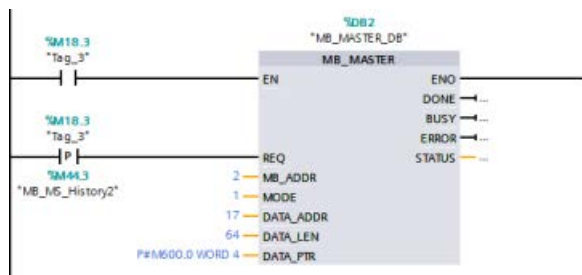 %DB2
"MB_MASTER_DB"
%M18.3
"Tag_3"
MB_MASTER
EN
ENO
DONE
...
BUSY
...
ERROR
...
%M18.3
"Tag_3"
P
REQ
STATUS
...
%M44.3
"MB_MS_History2"
2
MB_ADDR
1
MODE
17
DATA_ADDR
64
DATA_LEN
P#M600.0 WORD 4
DATA_PTR